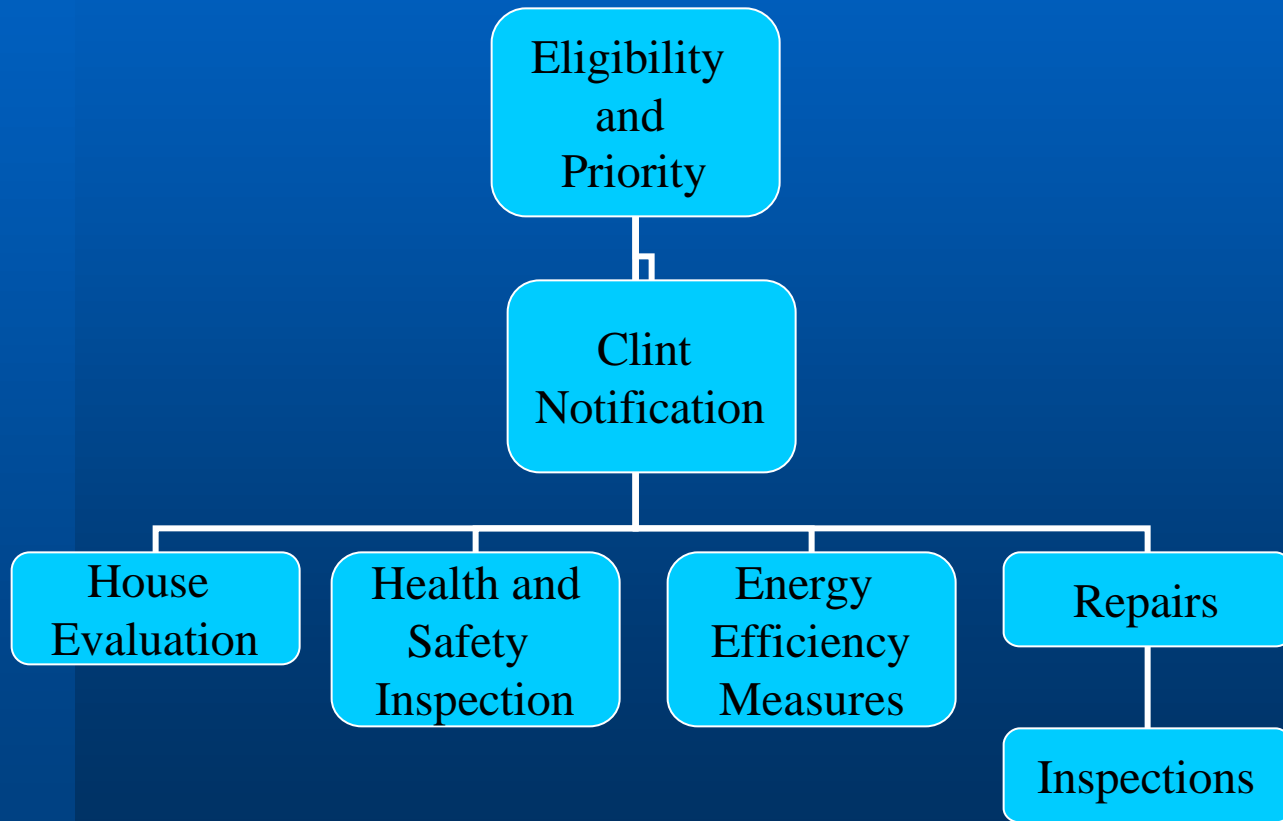 Eligibility
and
Priority
Clint
Notification
House
Evaluation
Health and
Safety
Inspection
Energy
Efficiency
Measures
Repairs
Inspections